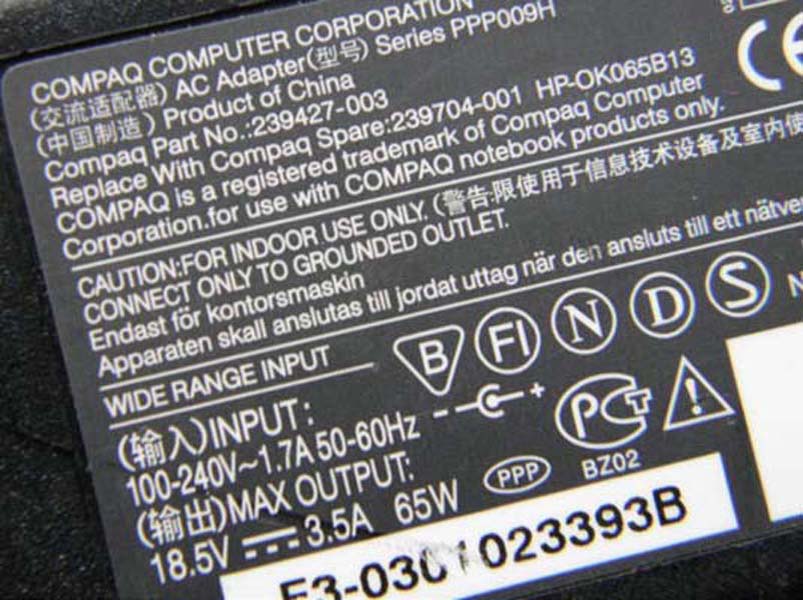 COMPAQ COMPUTER CORPORATION
(交流适配器) AC Adapter(型号) Series PPP009H
(中国制造) Product of China
Compaq Part No.:239427-003
Replace With Compaq Spare:239704-001 HP-OK065B13
COMPAQ is a registered trademark of Compaq Computer
Corporation.for use with COMPAQ notebook products only.
CAUTION:FOR INDOOR USE ONLY. (警告:限使用于信息技术设备及室内使
CONNECT ONLY TO GROUNDED OUTLET.
Endast för kontorsmaskin
Apparaten skall anslutas till jordat uttag när den ansluts till ett nätver
WIDE RANGE INPUT
B FI N D S N
(输入)INPUT:
100-240V~1.7A 50-60Hz
- + PCT
(输出)MAX OUTPUT:
PPP BZ02
18.5V 3.5A 65W
CE